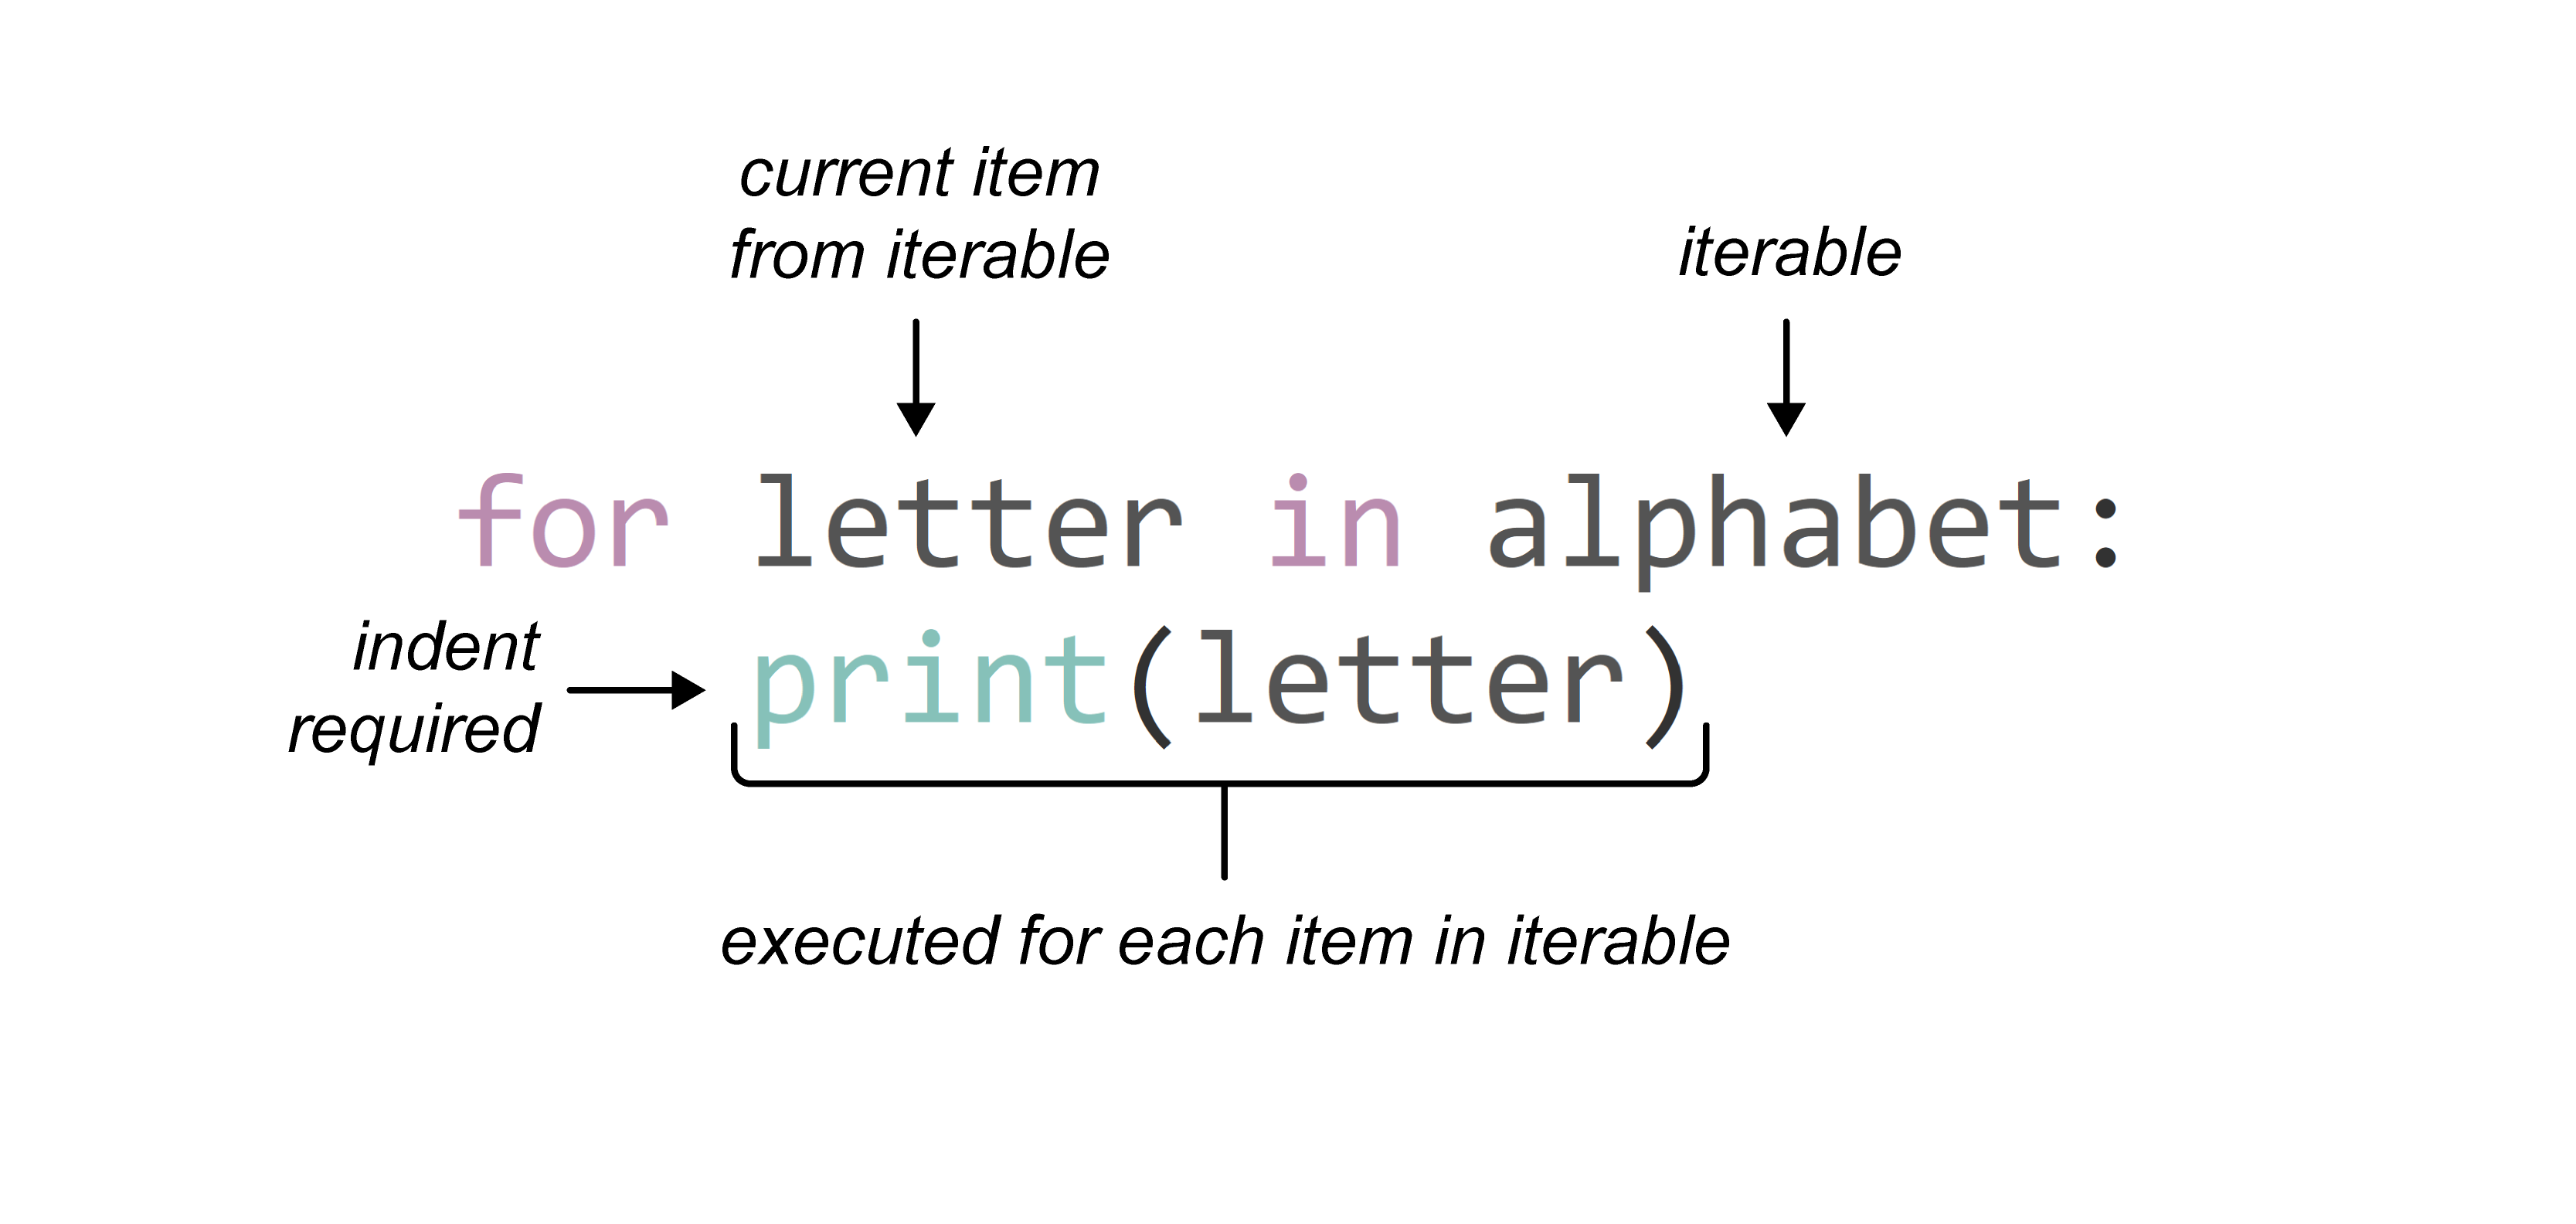 current item
from iterable
iterable
for letter in alphabet:
indent
required
print(letter)
executed for each item in iterable